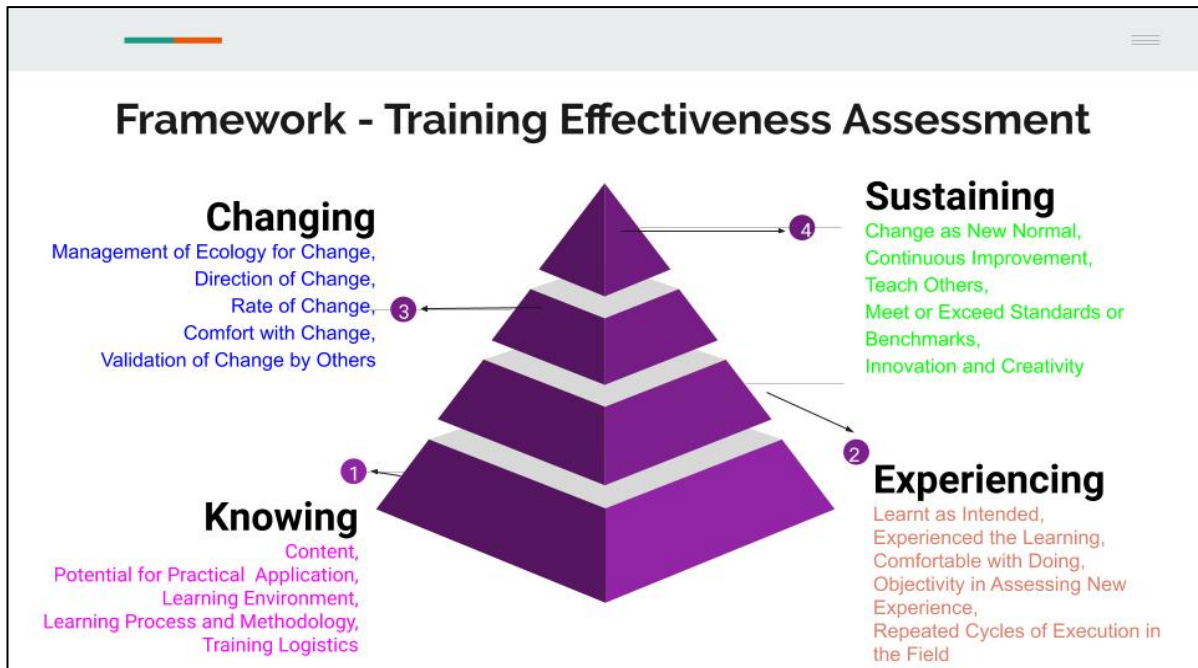 Framework - Training Effectiveness Assessment
Changing
Management of Ecology for Change,
Direction of Change,
Rate of Change,
Comfort with Change,
Validation of Change by Others
3
4
Sustaining
Change as New Normal,
Continuous Improvement,
Teach Others,
Meet or Exceed Standards or
Benchmarks,
Innovation and Creativity
1
Knowing
Content,
Potential for Practical Application,
Learning Environment,
Learning Process and Methodology,
Training Logistics
2
Experiencing
Learnt as Intended,
Experienced the Learning,
Comfortable with Doing,
Objectivity in Assessing New
Experience,
Repeated Cycles of Execution in
the Field